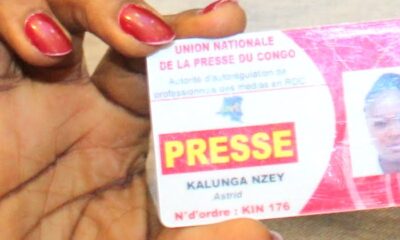 UNION NATIONALE
DE LA PRESSE DU CONGO
Autorité d'autorégulation de
professionnels des médias en RDC
PRESSE
KALUNGA NZEY
Astrid
N'd'ordre : KIN 176